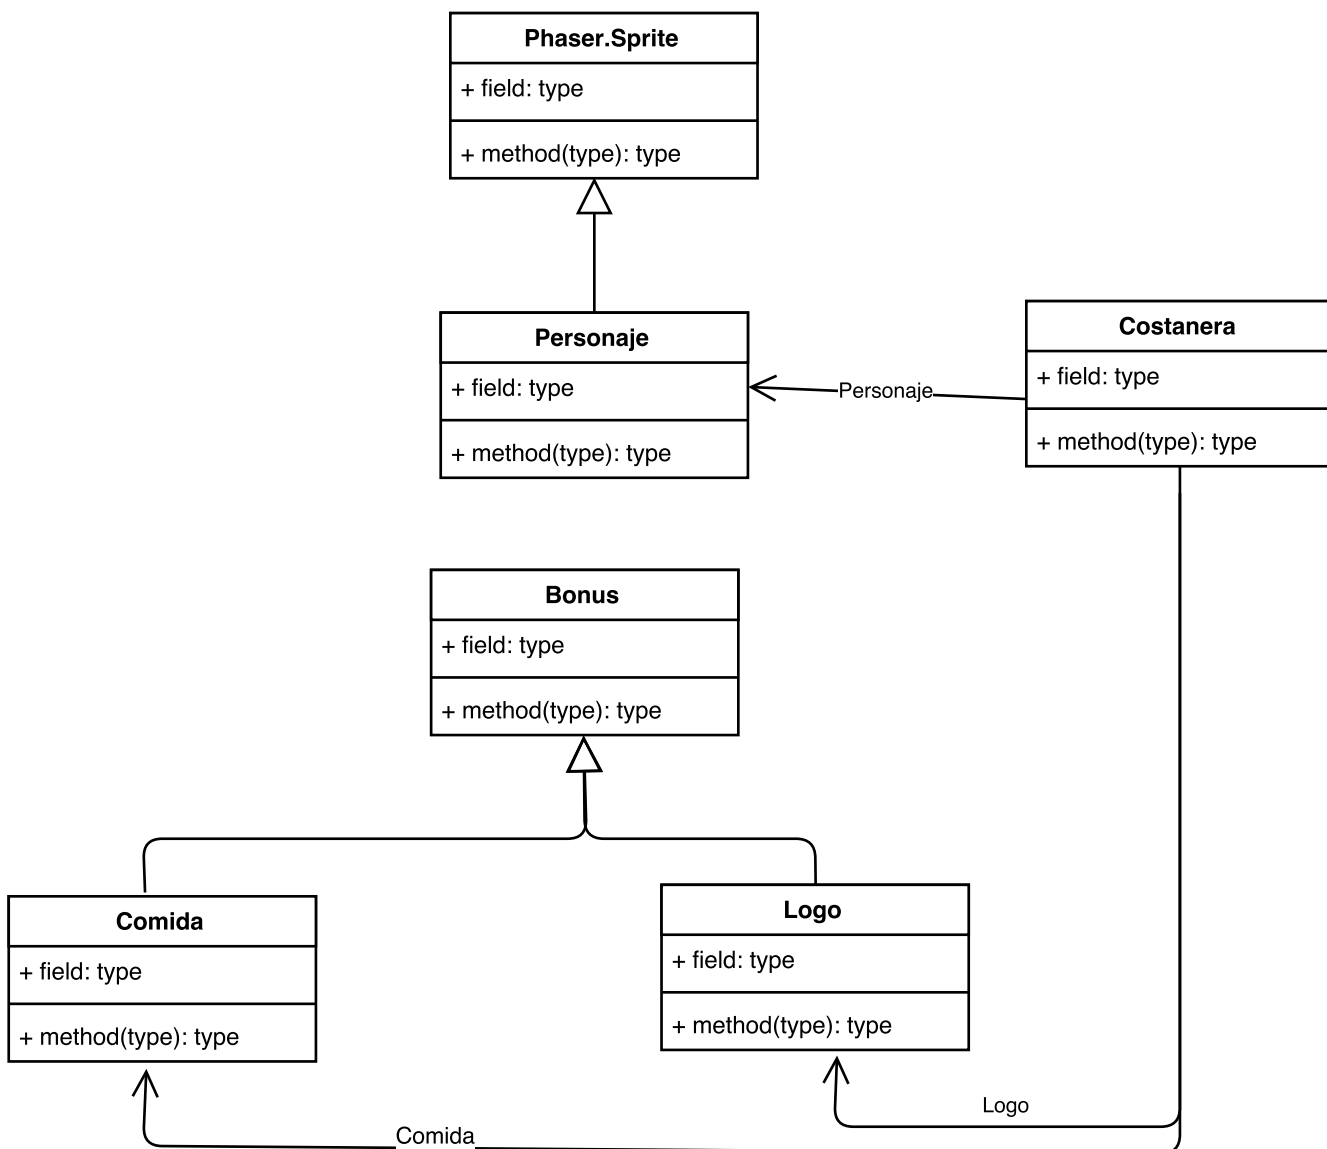 Phaser.Sprite
+ field: type
+ method(type): type
Personaje
+ field: type
+ method(type): type
Personaje
Costanera
+ field: type
+ method(type): type
Bonus
+ field: type
+ method(type): type
Comida
+ field: type
+ method(type): type
Logo
+ field: type
+ method(type): type
Logo
Comida